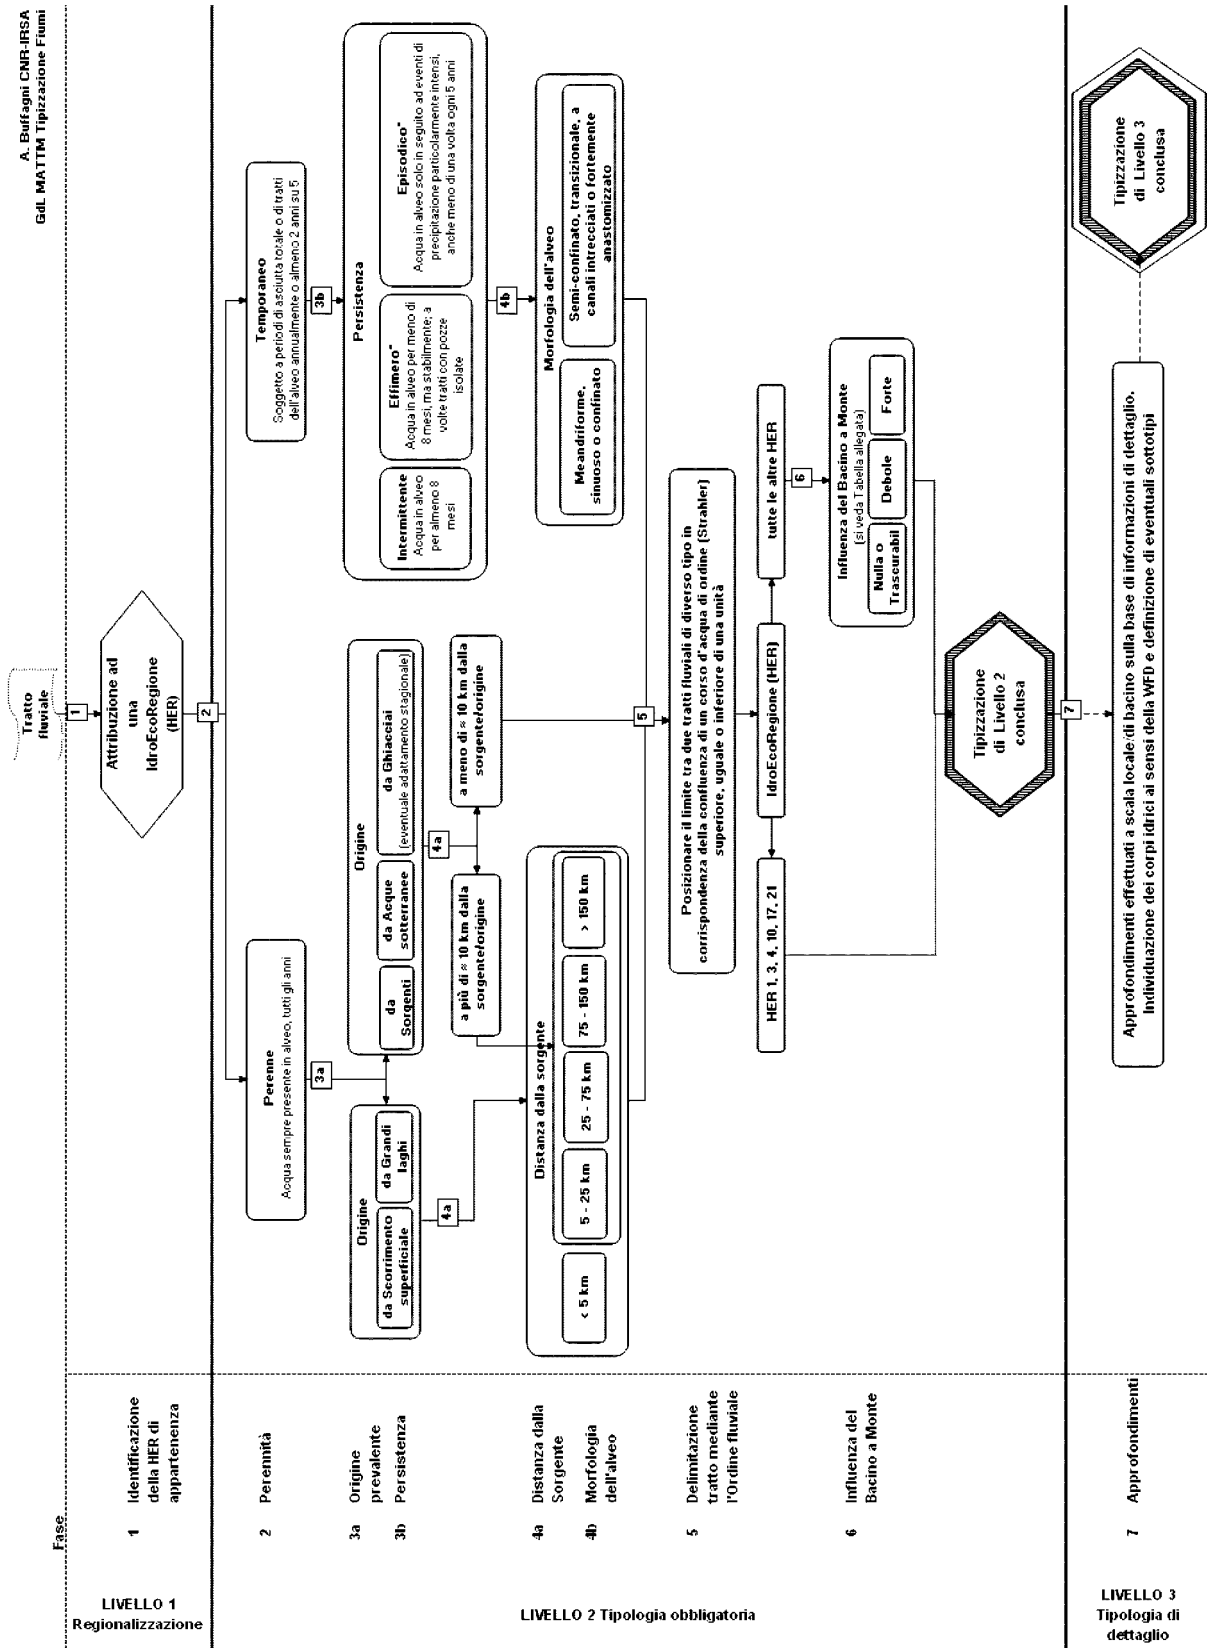 A. Buffagni CNR-IRSA
GdL MATTM Tipizzazione Fiumi
Fase
LIVELLO 1
Regionalizzazione
1 Identificazione
della HER di
appartenenza
Tratto
fluviale
1
Attribuzione ad
una
IdroEcoRegione
(HER)
LIVELLO 2 Tipologia obbligatoria
2 Perennità
2
Perenne
Acqua sempre presente in alveo, tutti gli anni
Temporaneo
Soggetto a periodi di asciutta totale o di tratti
dell'alveo annualmente o almeno 2 anni su 5
3a Origine
prevalente
3b Persistenza
3a
Origine
da Scorrimento
superficiale
da Grandi
laghi
Origine
da
Sorgenti
da Acque
sotterranee
da Ghiacciai
(eventuale adattamento stagionale)
3b
Persistenza
Intermittente
Acqua in alveo
per almeno 8
mesi
Effimero*
Acqua in alveo per meno di
8 mesi, ma stabilmente; a
volte tratti con pozze
isolate
Episodico*
Acqua in alveo solo in seguito ad eventi di
precipitazione particolarmente intensi,
anche meno di una volta ogni 5 anni
4a Distanza dalla
Sorgente
4b Morfologia
dell'alveo
4a
4a
a più di ≈ 10 km dalla
sorgente/origine
a meno di ≈ 10 km dalla
sorgente/origine
Distanza dalla sorgente
< 5 km
5 - 25 km
25 - 75 km
75 - 150 km
> 150 km
4b
Morfologia dell'alveo
Meandriforme,
sinuoso o confinato
Semi-confinato, transizionale, a
canali intrecciati o fortemente
anastomizzato
5 Delimitazione
tratto mediante
l'Ordine fluviale
5
Posizionare il limite tra due tratti fluviali di diverso tipo in
corrispondenza della confluenza di un corso d'acqua di ordine (Strahler)
superiore, uguale o inferiore di una unità
HER 1, 3, 4, 10, 17, 21
IdroEcoRegione (HER)
tutte le altre HER
6 Influenza del
Bacino a Monte
6
Influenza del Bacino a Monte
(si veda Tabella allegata)
Nulla o
Trascurabil
Debole
Forte
Tipizzazione
di Livello 2
conclusa
LIVELLO 3
Tipologia di
dettaglio
7 Approfondimenti
7
Approfondimenti effettuati a scala locale/di bacino sulla base di informazioni di dettaglio.
Individuazione dei corpi idrici ai sensi della WFD e definizione di eventuali sottotipi
Tipizzazione
di Livello 3
conclusa